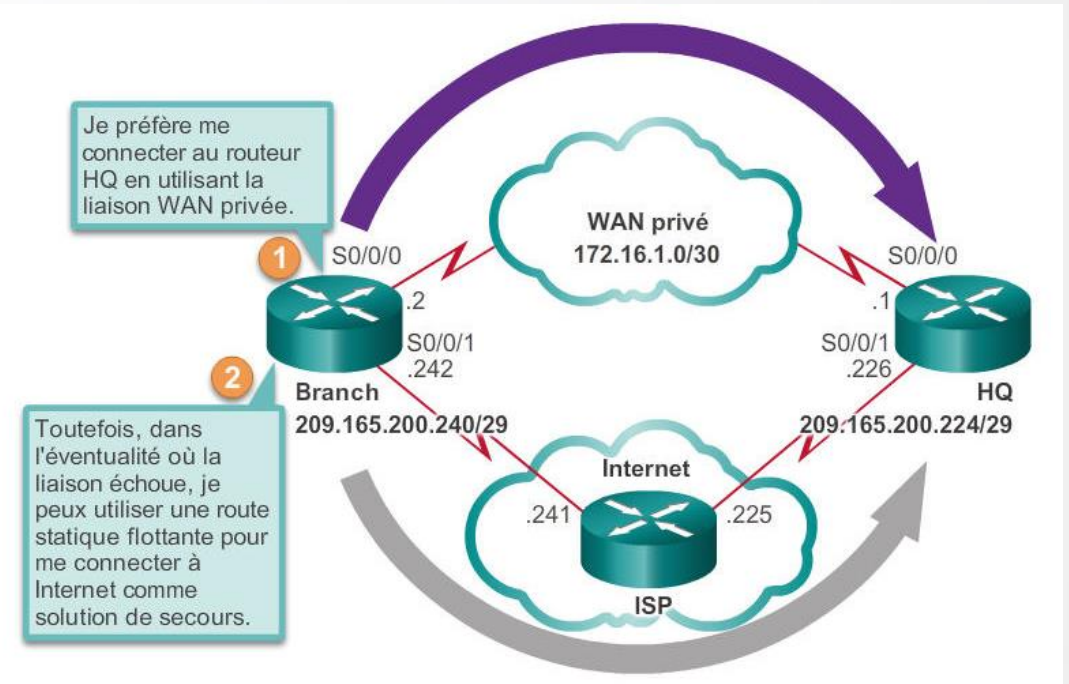 Je préfère me
connecter au routeur
HQ en utilisant la
liaison WAN privée.
1
S0/0/0
WAN privé
172.16.1.0/30
S0/0/0
.2
.1
S0/0/1
.242
S0/0/1
.226
2
Branch
HQ
209.165.200.240/29
209.165.200.224/29
Toutefois, dans
l'éventualité où la
liaison échoue, je
peux utiliser une route
statique flottante pour
me connecter à
Internet comme
solution de secours.
Internet
.241
.225
ISP